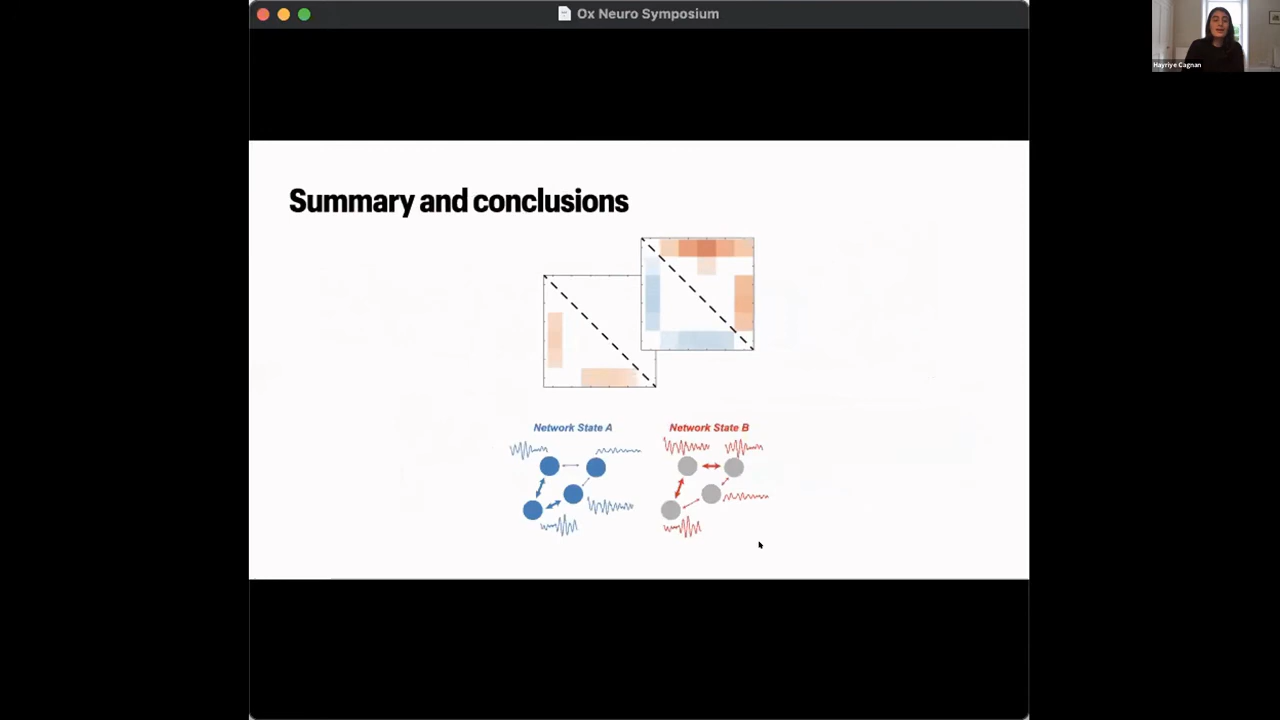 Ox Neuro Symposium
Hayriye Cagnan
Summary and conclusions
Network State A
Network State B